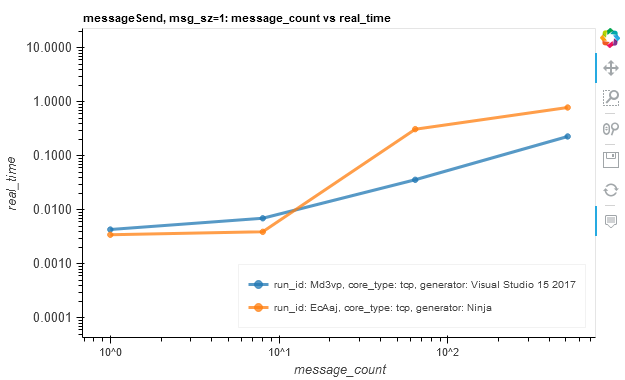 messageSend, msg_sz=1: message_count vs real_time
10.0000
1.0000
0.1000
0.0100
0.0010
0.0001
real_time
run_id: Md3vp, core_type: tcp, generator: Visual Studio 15 2017
run_id: EcAaj, core_type: tcp, generator: Ninja
10^0
10^1
10^2
message_count